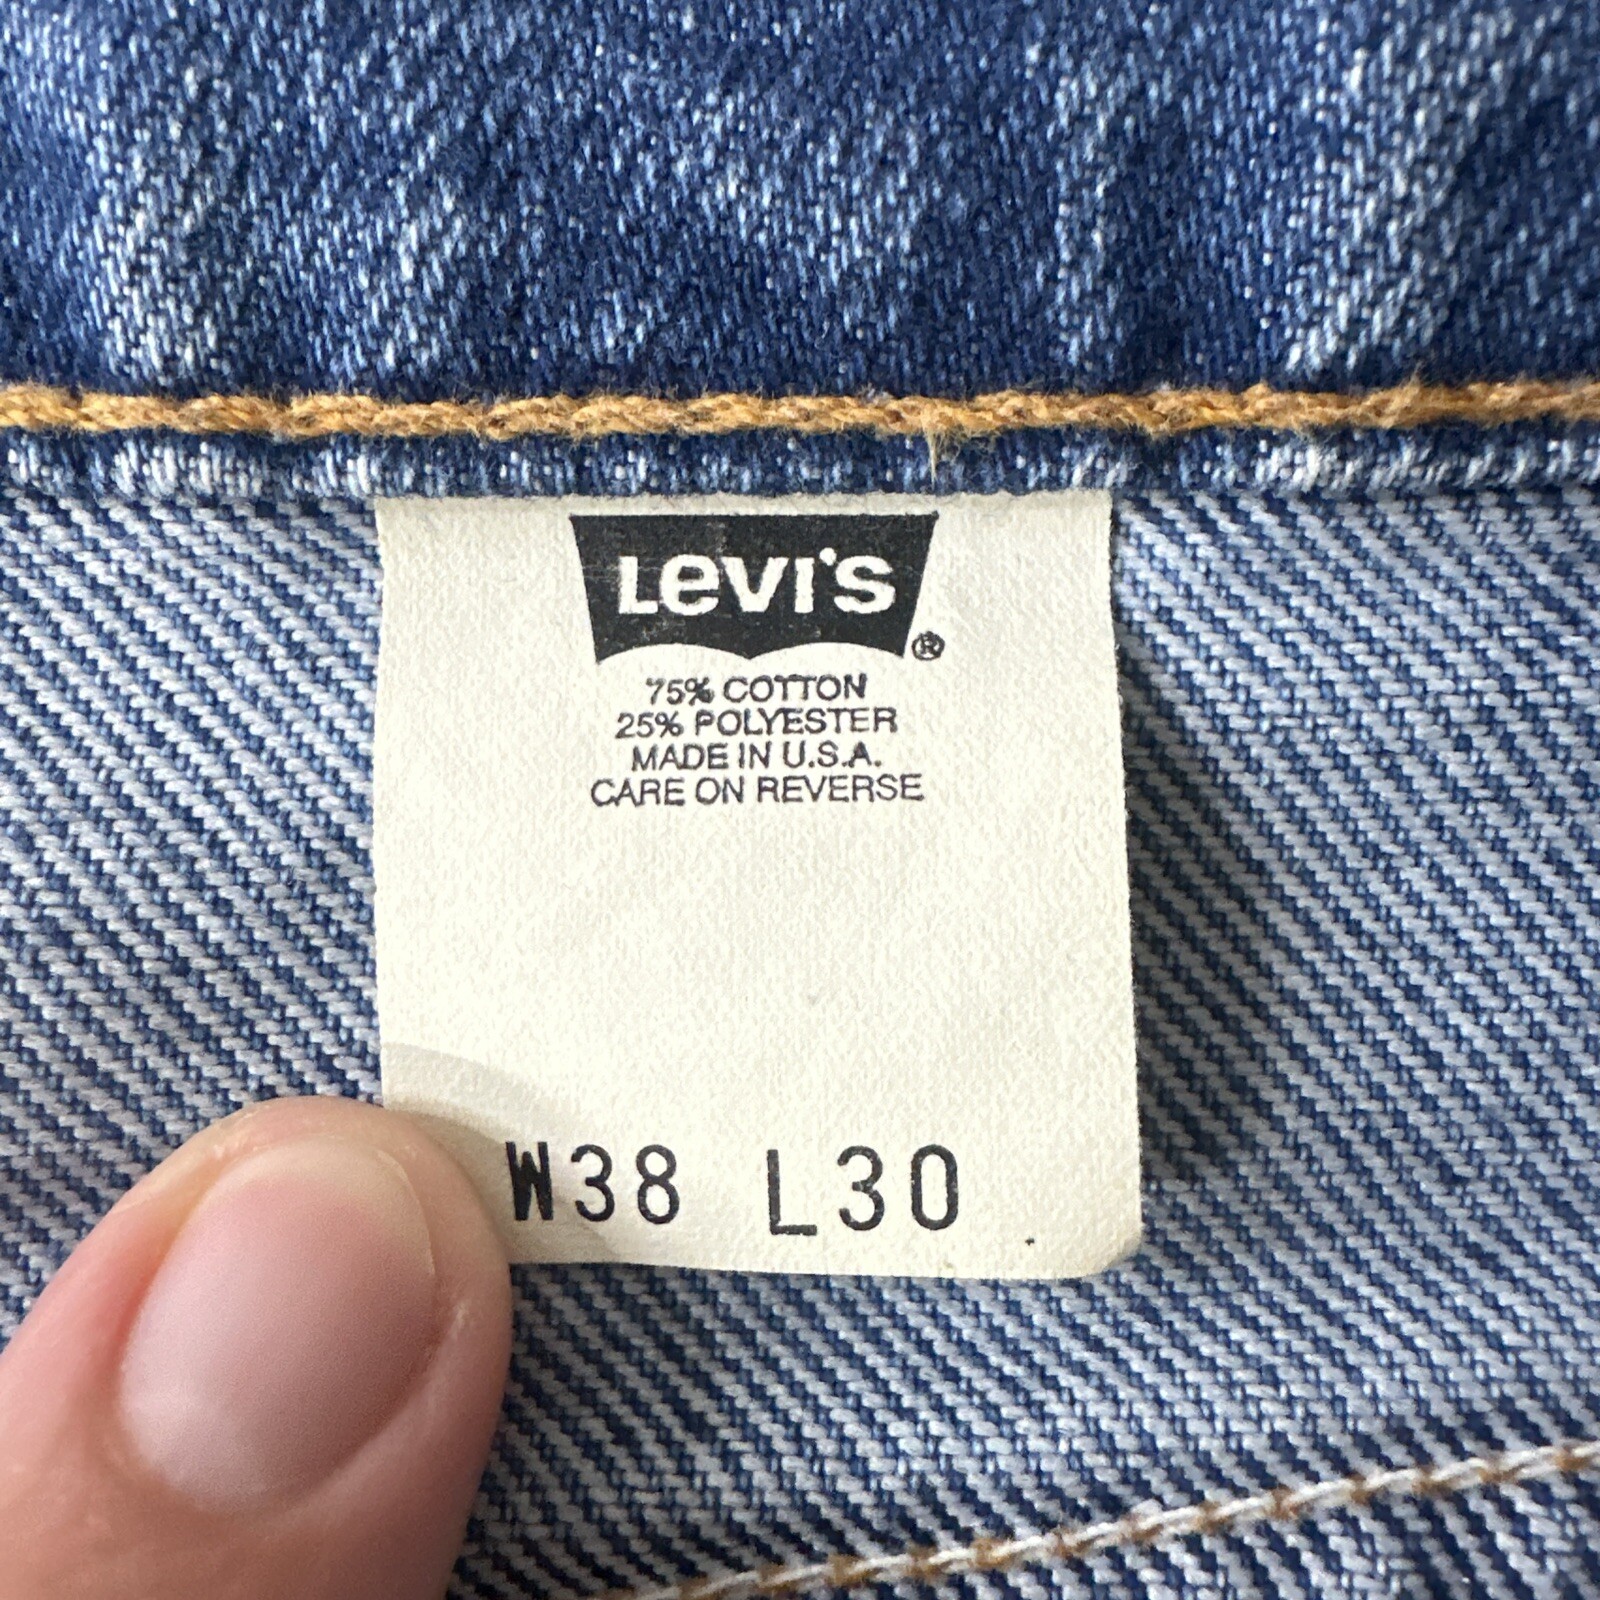 Levi's ®
75% COTTON
25% POLYESTER
MADE IN U.S.A.
CARE ON REVERSE
W38 L30